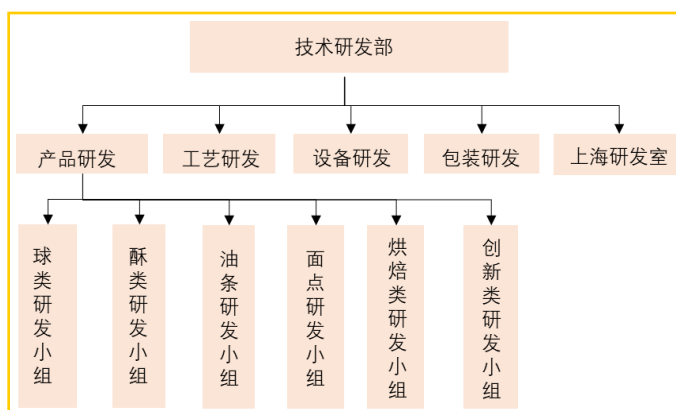 技术研发部
产品研发
工艺研发
设备研发
包装研发
上海研发室
球类研发小组
酥类研发小组
油条研发小组
面点研发小组
烘焙类研发小组
创新类研发小组